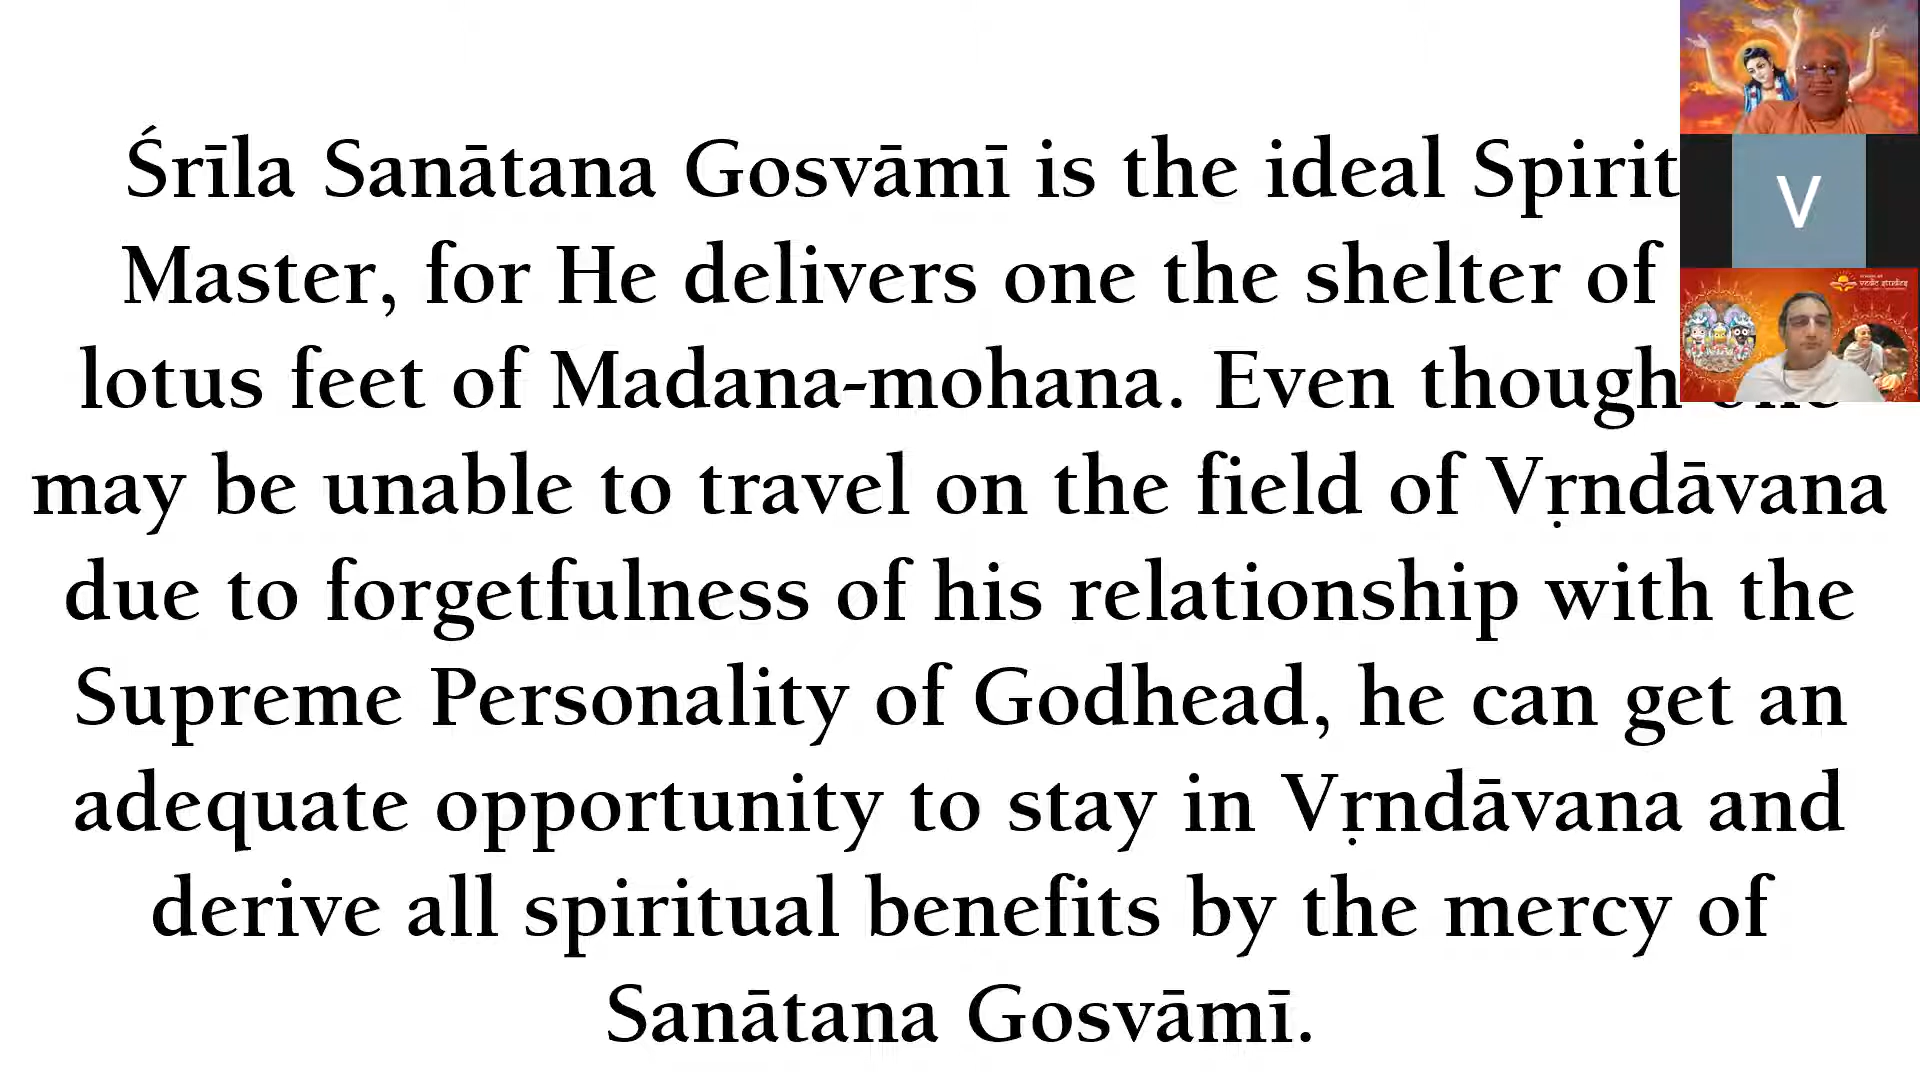 Śrīla Sanātana Gosvāmī is the ideal Spirit
Master, for He delivers one the shelter of
lotus feet of Madana-mohana. Even though
may be unable to travel on the field of Vṛndāvana
due to forgetfulness of his relationship with the
Supreme Personality of Godhead, he can get an
adequate opportunity to stay in Vṛndāvana and
derive all spiritual benefits by the mercy of
Sanātana Gosvāmī.
V
vedic studies